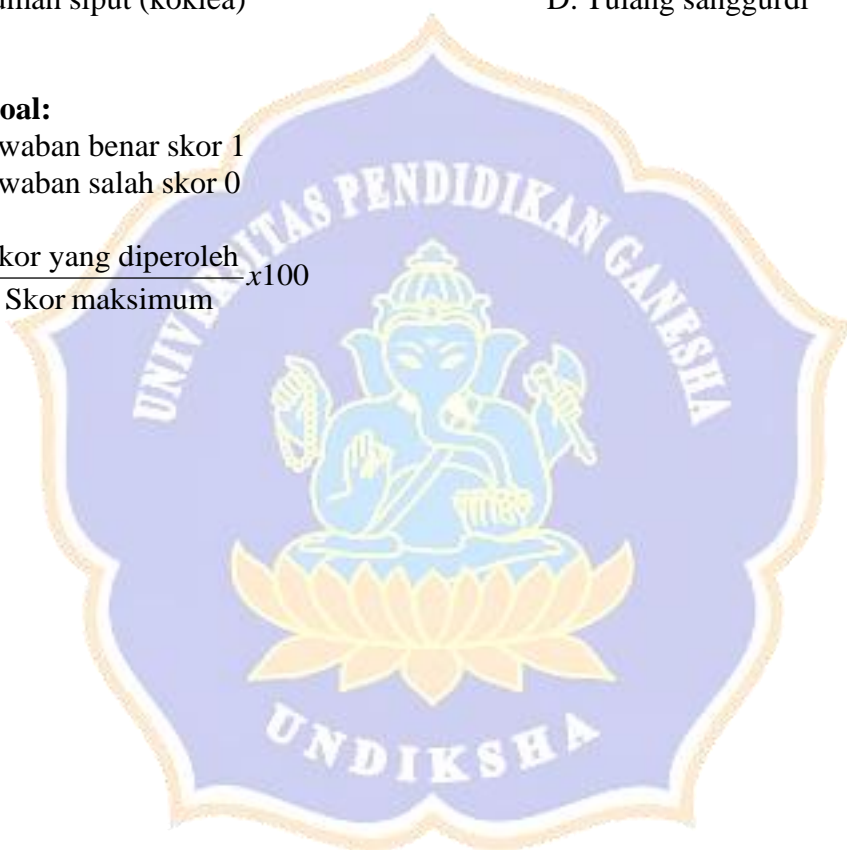 umah siput (koklea) D. Tulang sanggurdi
oal:
waban benar skor 1
waban salah skor 0
kor yang diperoleh
Skor maksimum x100
UNIVERSITAS PENDIDIKAN GANESHA
UNDIKSHA